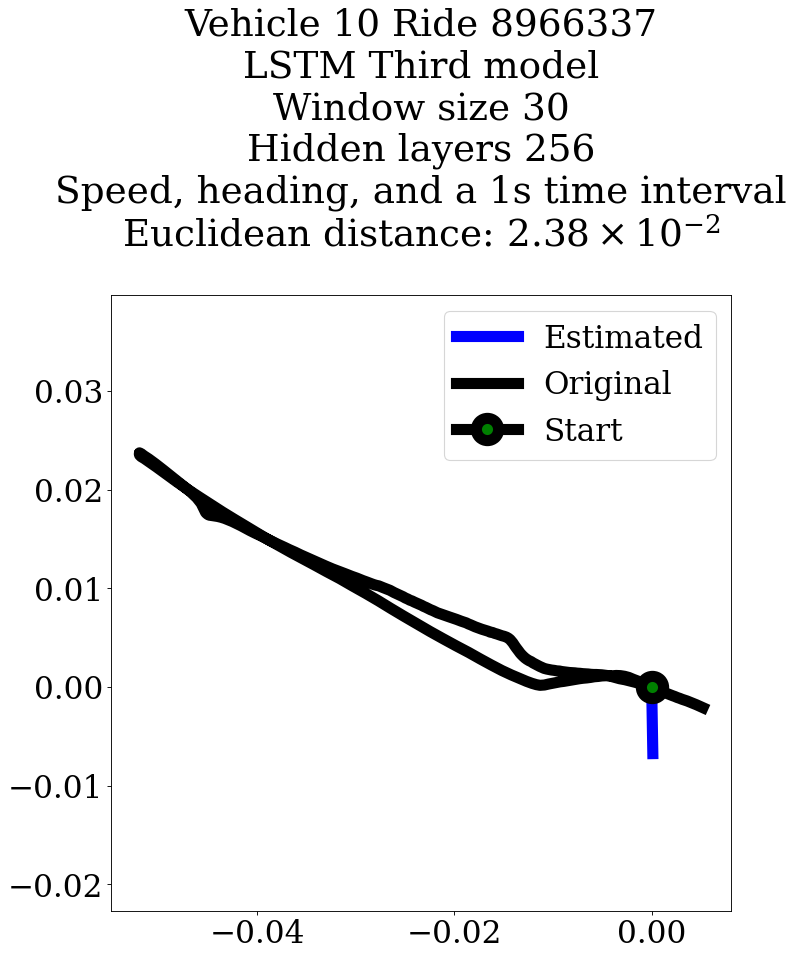 Vehicle 10 Ride 8966337
LSTM Third model
Window size 30
Hidden layers 256
Speed, heading, and a 1s time interval
Euclidean distance: 2.38 × 10⁻²
Estimated
Original
Start
0.03
0.02
0.01
0.00
−0.01
−0.02
−0.04
−0.02
0.00